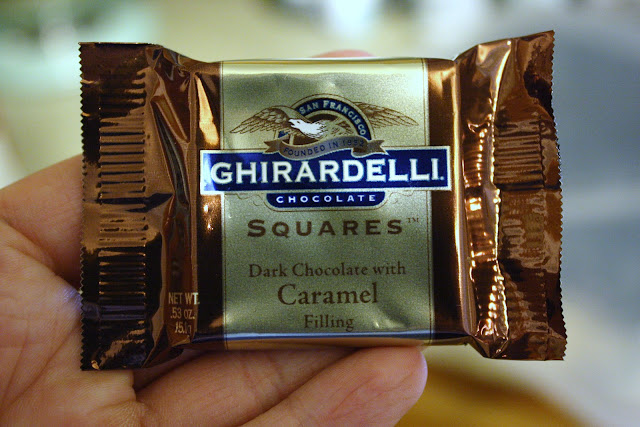 SAN FRANCISCO
FOUNDED IN 1852
GHIRARDELLI.
CHOCOLATE
SQUARES™
Dark Chocolate with
Caramel
Filling
NET WT.
.53 oz.